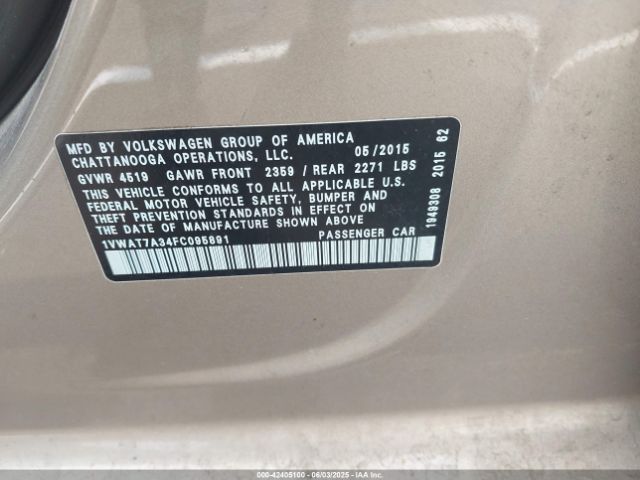 MFD BY VOLKSWAGEN GROUP OF AMERICA
CHATTANOOGA OPERATIONS, LLC. 05/2015
GVWR 4519 GAWR FRONT 2359 / REAR 2271 LBS
THIS VEHICLE CONFORMS TO ALL APPLICABLE U.S.
FEDERAL MOTOR VEHICLE SAFETY, BUMPER AND
THEFT PREVENTION STANDARDS IN EFFECT ON
THE DATE OF MANUFACTURE SHOWN ABOVE
1VWAT7A34FC095891 PASSENGER CAR
1949308 2015 62
000-42405100 - 06/03/2025 - IAA Inc.